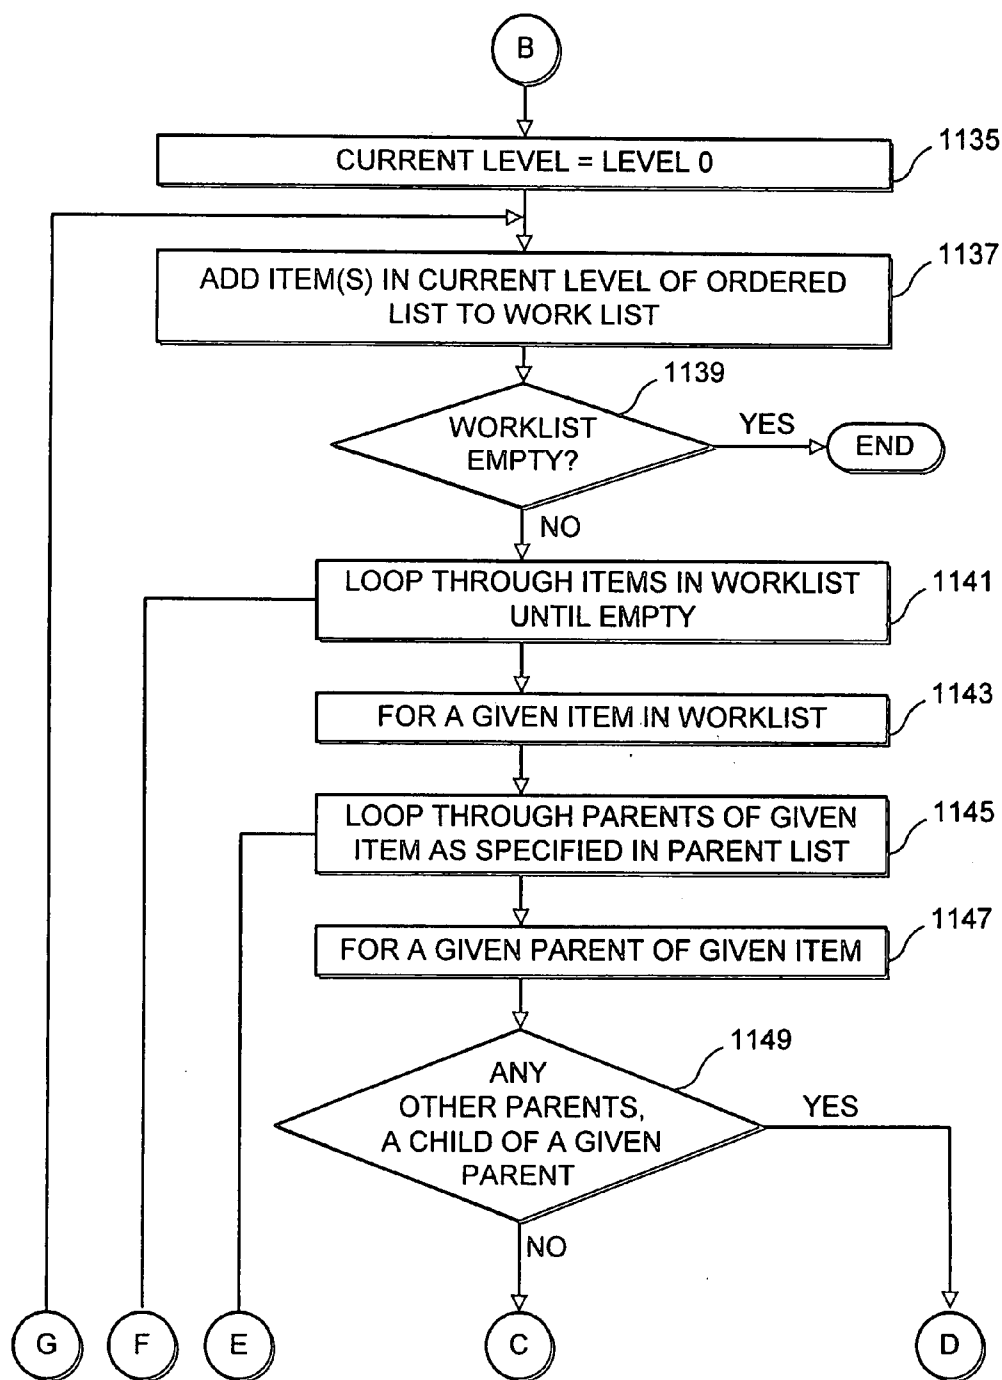 B
CURRENT LEVEL = LEVEL 0
1135
ADD ITEM(S) IN CURRENT LEVEL OF ORDERED
LIST TO WORK LIST
1137
1139
WORKLIST
EMPTY?
YES
END
NO
LOOP THROUGH ITEMS IN WORKLIST
UNTIL EMPTY
1141
FOR A GIVEN ITEM IN WORKLIST
1143
LOOP THROUGH PARENTS OF GIVEN
ITEM AS SPECIFIED IN PARENT LIST
1145
FOR A GIVEN PARENT OF GIVEN ITEM
1147
1149
ANY
OTHER PARENTS,
A CHILD OF A GIVEN
PARENT
YES
NO
G
F
E
C
D